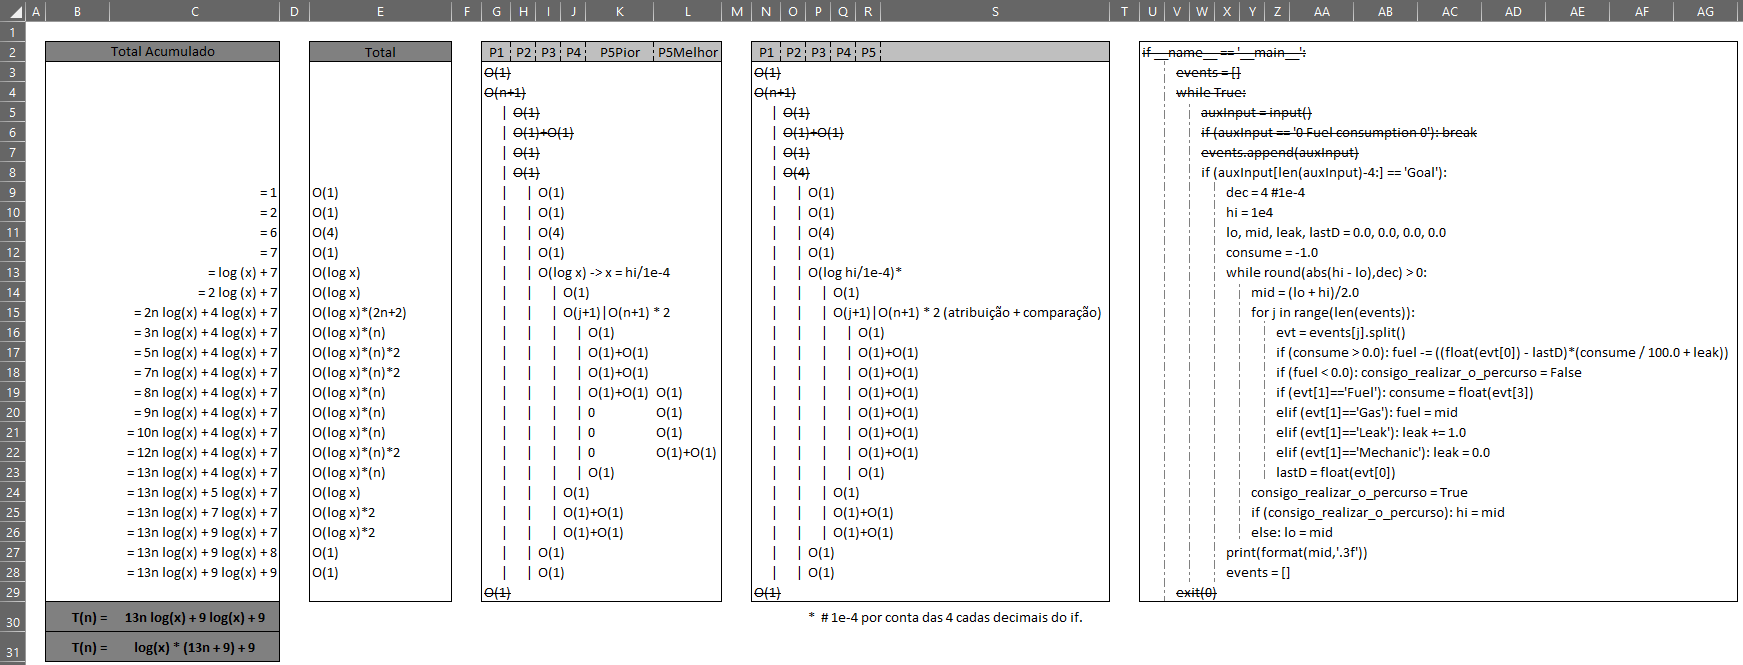 A B C D E F G H I J K L M N O P Q R S T U V W X Y Z AA AB AC AD AE AF AG
1
2 Total Acumulado Total P1 P2 P3 P4 P5Pior P5Melhor P1 P2 P3 P4 P5 if __name__ == '__main__':
3 O(1) O(1) events = []
4 O(n+1) O(n+1) while True:
5 | O(1) | O(1) auxInput = input()
6 | O(1)+O(1) | O(1)+O(1) if (auxInput == '0 Fuel consumption 0'): break
7 | O(1) | O(1) events.append(auxInput)
8 | O(1) | O(4) if (auxInput[len(auxInput)-4:] == 'Goal'):
9 = 1 O(1) | | O(1) | | O(1) dec = 4 #1e-4
10 = 2 O(1) | | O(1) | | O(1) hi = 1e4
11 = 6 O(4) | | O(4) | | O(4) lo, mid, leak, lastD = 0.0, 0.0, 0.0, 0.0
12 = 7 O(1) | | O(1) | | O(1) consume = -1.0
13 = log (x) + 7 O(log x) | | O(log x) -> x = hi/1e-4 | | O(log hi/1e-4)* while round(abs(hi - lo),dec) > 0:
14 = 2 log (x) + 7 O(log x) | | | O(1) | | | O(1) mid = (lo + hi)/2.0
15 = 2n log(x) + 4 log(x) + 7 O(log x)*(2n+2) | | | O(j+1)|O(n+1) * 2 | | | O(j+1)|O(n+1) * 2 (atribuição + comparação) for j in range(len(events)):
16 = 3n log(x) + 4 log(x) + 7 O(log x)*(n) | | | | O(1) | | | | O(1) evt = events[j].split()
17 = 5n log(x) + 4 log(x) + 7 O(log x)*(n)*2 | | | | O(1)+O(1) | | | | O(1)+O(1) if (consume > 0.0): fuel -= ((float(evt[0]) - lastD)*(consume / 100.0 + leak))
18 = 7n log(x) + 4 log(x) + 7 O(log x)*(n)*2 | | | | O(1)+O(1) | | | | O(1)+O(1) if (fuel < 0.0): consigo_realizar_o_percurso = False
19 = 8n log(x) + 4 log(x) + 7 O(log x)*(n) | | | | O(1)+O(1) O(1) | | | | O(1)+O(1) if (evt[1]=='Fuel'): consume = float(evt[3])
20 = 9n log(x) + 4 log(x) + 7 O(log x)*(n) | | | | 0 O(1) | | | | O(1)+O(1) elif (evt[1]=='Gas'): fuel = mid
21 = 10n log(x) + 4 log(x) + 7 O(log x)*(n) | | | | 0 O(1) | | | | O(1)+O(1) elif (evt[1]=='Leak'): leak += 1.0
22 = 12n log(x) + 4 log(x) + 7 O(log x)*(n)*2 | | | | 0 O(1)+O(1) | | | | O(1)+O(1) elif (evt[1]=='Mechanic'): leak = 0.0
23 = 13n log(x) + 4 log(x) + 7 O(log x)*(n) | | | | O(1) | | | | O(1) lastD = float(evt[0])
24 = 13n log(x) + 5 log(x) + 7 O(log x) | | | O(1) | | | O(1) consigo_realizar_o_percurso = True
25 = 13n log(x) + 7 log(x) + 7 O(log x)*2 | | | O(1)+O(1) | | | O(1)+O(1) if (consigo_realizar_o_percurso): hi = mid
26 = 13n log(x) + 9 log(x) + 7 O(log x)*2 | | | O(1)+O(1) | | | O(1)+O(1) else: lo = mid
27 = 13n log(x) + 9 log(x) + 8 O(1) | | O(1) | | O(1) print(format(mid,'.3f'))
28 = 13n log(x) + 9 log(x) + 9 O(1) | | O(1) | | O(1) events = []
29 O(1) O(1) exit(0)
30 T(n) = 13n log(x) + 9 log(x) + 9 * # 1e-4 por conta das 4 cadas decimais do if.
31 T(n) = log(x) * (13n + 9) + 9